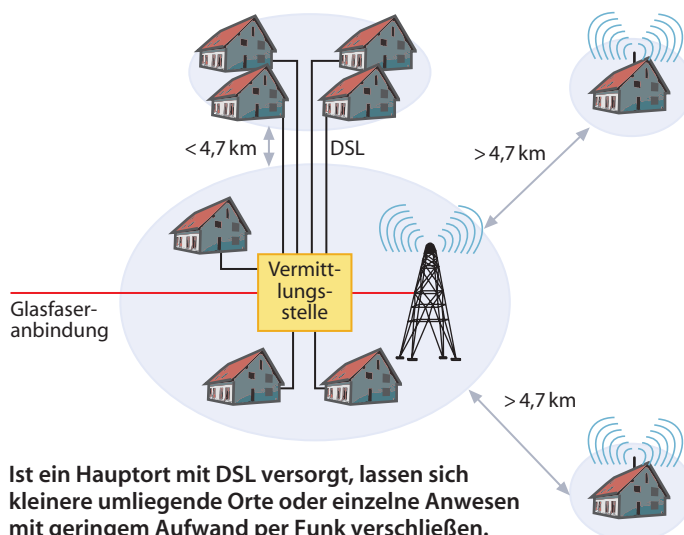 < 4,7 km
DSL
> 4,7 km
Vermitt-
lungs-
stelle
Glasfaser-
anbindung
> 4,7 km
Ist ein Hauptort mit DSL versorgt, lassen sich
kleinere umliegende Orte oder einzelne Anwesen
mit geringem Aufwand per Funk verschließen.